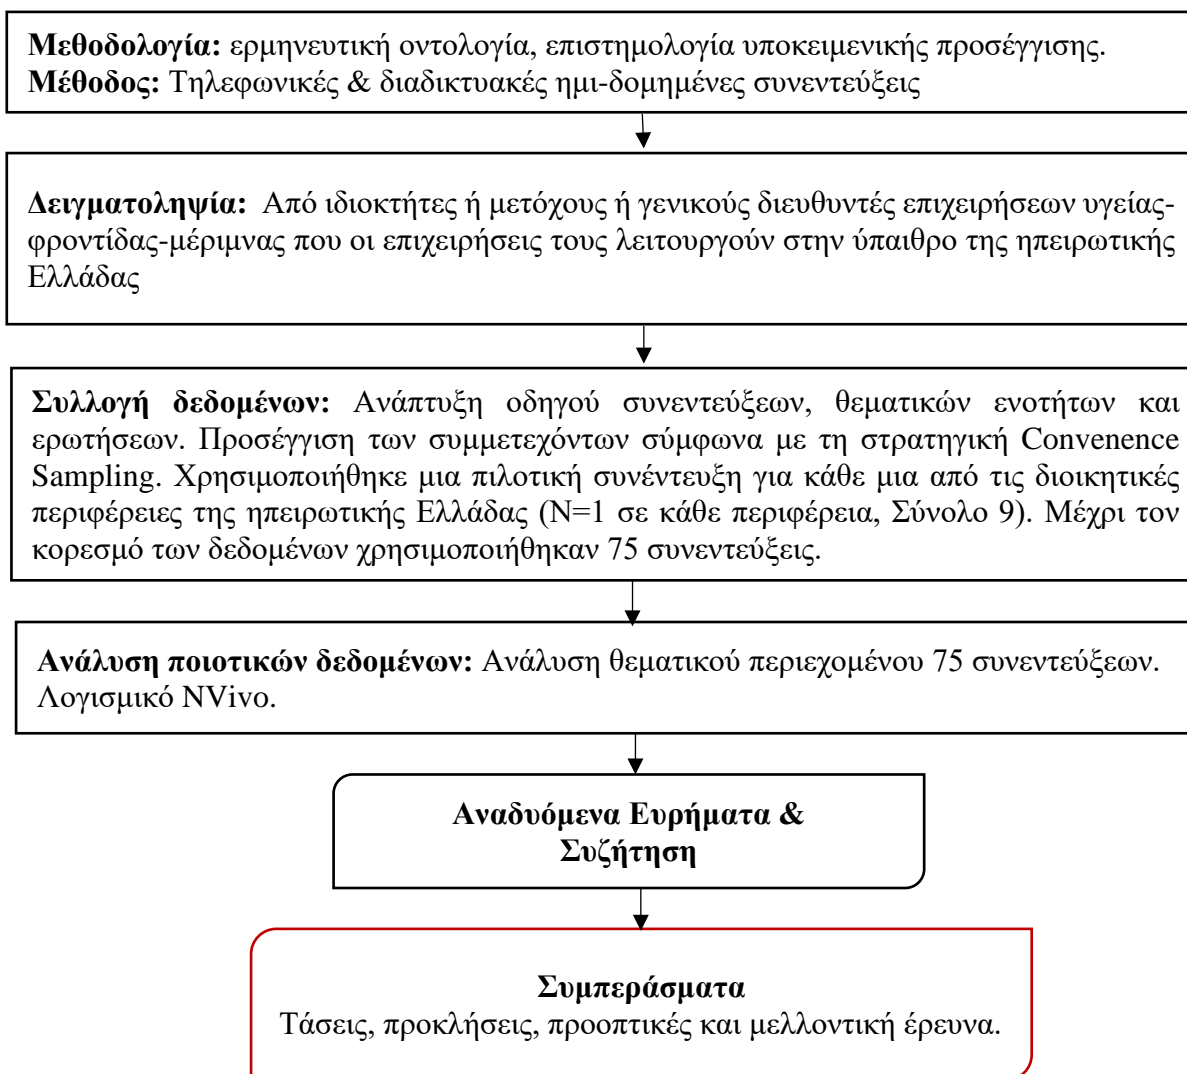 Μεθοδολογία: ερμηνευτική οντολογία, επιστημολογία υποκειμενικής προσέγγισης.
Μέθοδος: Τηλεφωνικές & διαδικτυακές ημι-δομημένες συνεντεύξεις
Δειγματοληψία: Από ιδιοκτήτες ή μετόχους ή γενικούς διευθυντές επιχειρήσεων υγείας-
φροντίδας-μέριμνας που οι επιχειρήσεις τους λειτουργούν στην ύπαιθρο της ηπειρωτικής
Ελλάδας
Συλλογή δεδομένων: Ανάπτυξη οδηγού συνεντεύξεων, θεματικών ενοτήτων και
ερωτήσεων. Προσέγγιση των συμμετεχόντων σύμφωνα με τη στρατηγική Convenence
Sampling. Χρησιμοποιήθηκε μια πιλοτική συνέντευξη για κάθε μια από τις διοικητικές
περιφέρειες της ηπειρωτικής Ελλάδας (N=1 σε κάθε περιφέρεια, Σύνολο 9). Μέχρι τον
κορεσμό των δεδομένων χρησιμοποιήθηκαν 75 συνεντεύξεις.
Ανάλυση ποιοτικών δεδομένων: Ανάλυση θεματικού περιεχομένου 75 συνεντεύξεων.
Λογισμικό NVivo.
Αναδυόμενα Ευρήματα &
Συζήτηση
Συμπεράσματα
Τάσεις, προκλήσεις, προοπτικές και μελλοντική έρευνα.